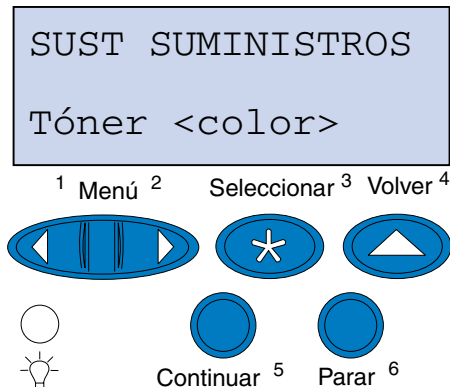 SUST SUMINISTROS
Tóner <color>
1 Menú 2 Seleccionar 3 Volver 4
Continuar 5 Parar 6